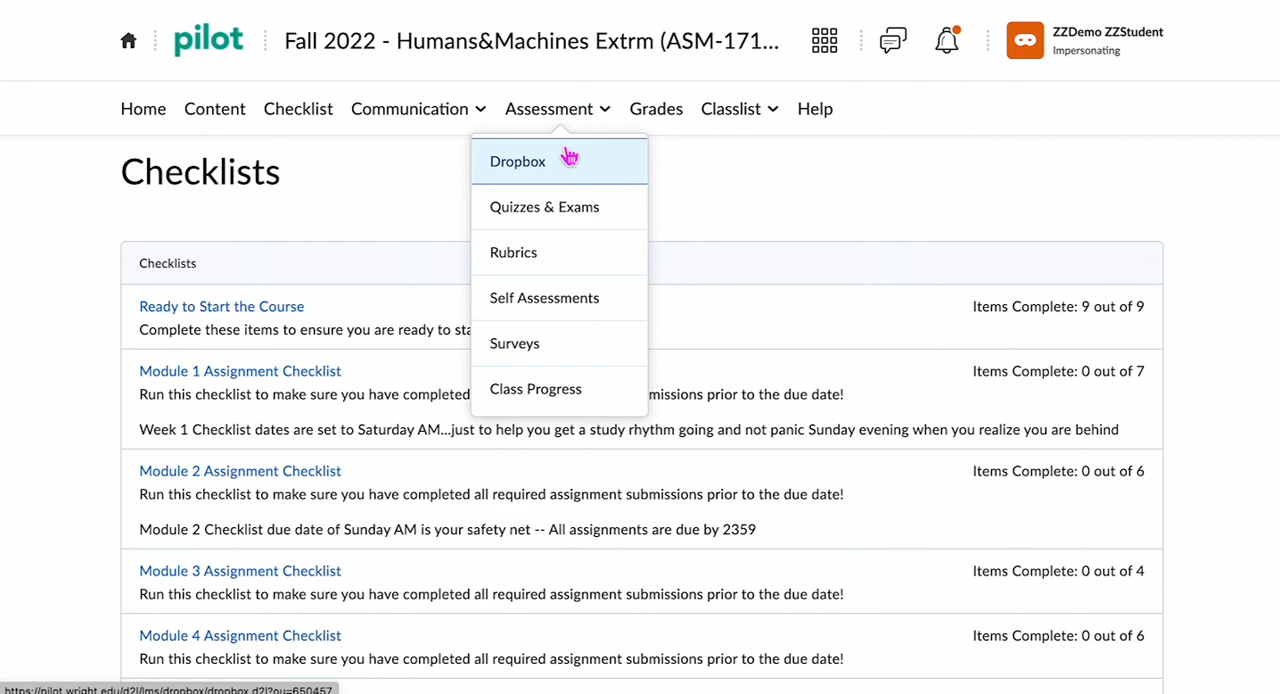 pilot
Fall 2022 - Humans&Machines Extrm (ASM-171...
ZZDemo ZZStudent
Impersonating
Home Content Checklist Communication Assessment Grades Classlist Help
Checklists
Dropbox
Quizzes & Exams
Rubrics
Self Assessments
Surveys
Class Progress
Checklists
Ready to Start the Course Items Complete: 9 out of 9
Complete these items to ensure you are ready to
Module 1 Assignment Checklist Items Complete: 0 out of 7
Run this checklist to make sure you have completed missions prior to the due date!
Week 1 Checklist dates are set to Saturday AM...just to help you get a study rhythm going and not panic Sunday evening when you realize you are behind
Module 2 Assignment Checklist Items Complete: 0 out of 6
Run this checklist to make sure you have completed all required assignment submissions prior to the due date!
Module 2 Checklist due date of Sunday AM is your safety net -- All assignments are due by 2359
Module 3 Assignment Checklist Items Complete: 0 out of 4
Run this checklist to make sure you have completed all required assignment submissions prior to the due date!
Module 4 Assignment Checklist Items Complete: 0 out of 6
Run this checklist to make sure you have completed all required assignment submissions prior to the due date!
https://pilot.wright.edu/d2l/lms/dropbox/dropbox.d2l?ou=650457